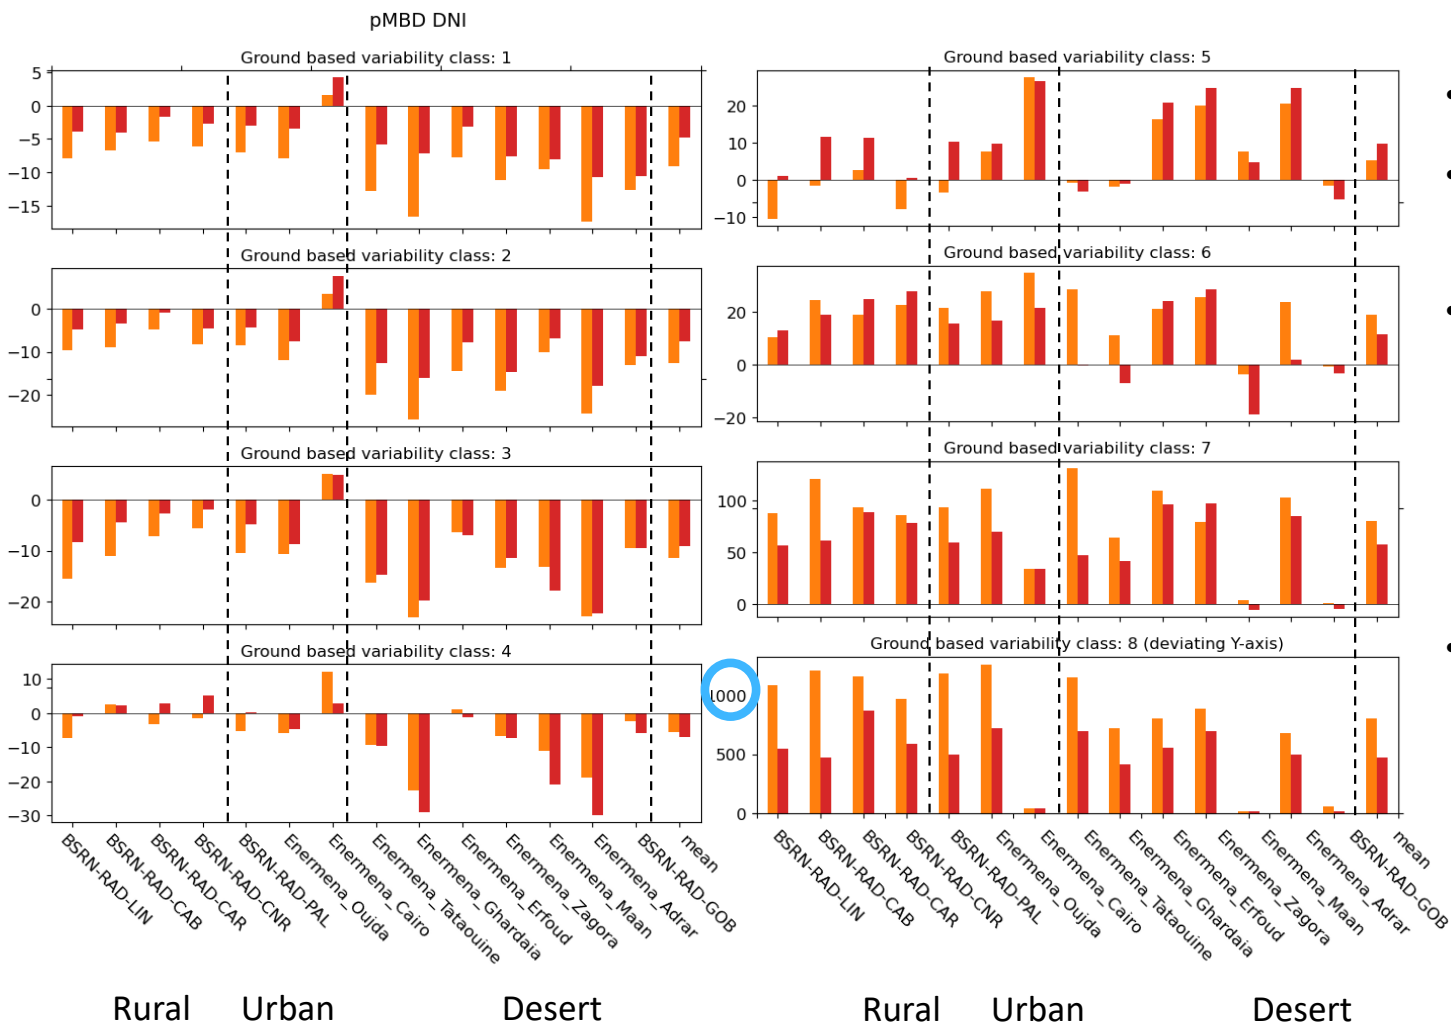 pMBD DNI
Ground based variability class: 1
5
0
−5
−10
−15
Ground based variability class: 2
0
−10
−20
Ground based variability class: 3
0
−10
−20
Ground based variability class: 4
10
0
−10
−20
−30
BSRN-RAD-LIN
BSRN-RAD-CAB
BSRN-RAD-CAR
BSRN-RAD-CNR
BSRN-RAD-PAL
Enermena_Oujda
Enermena_Cairo
Enermena_Tataouine
Enermena_Ghardaia
Enermena_Erfoud
Enermena_Zagora
Enermena_Maan
Enermena_Adrar
BSRN-RAD-GOB
mean
Rural
Urban
Desert
Ground based variability class: 5
20
10
0
−10
Ground based variability class: 6
20
0
−20
Ground based variability class: 7
100
50
0
Ground based variability class: 8 (deviating Y-axis)
1000
500
0
BSRN-RAD-LIN
BSRN-RAD-CAB
BSRN-RAD-CAR
BSRN-RAD-CNR
BSRN-RAD-PAL
Enermena_Oujda
Enermena_Cairo
Enermena_Tataouine
Enermena_Ghardaia
Enermena_Erfoud
Enermena_Zagora
Enermena_Maan
Enermena_Adrar
BSRN-RAD-GOB
mean
Rural
Urban
Desert